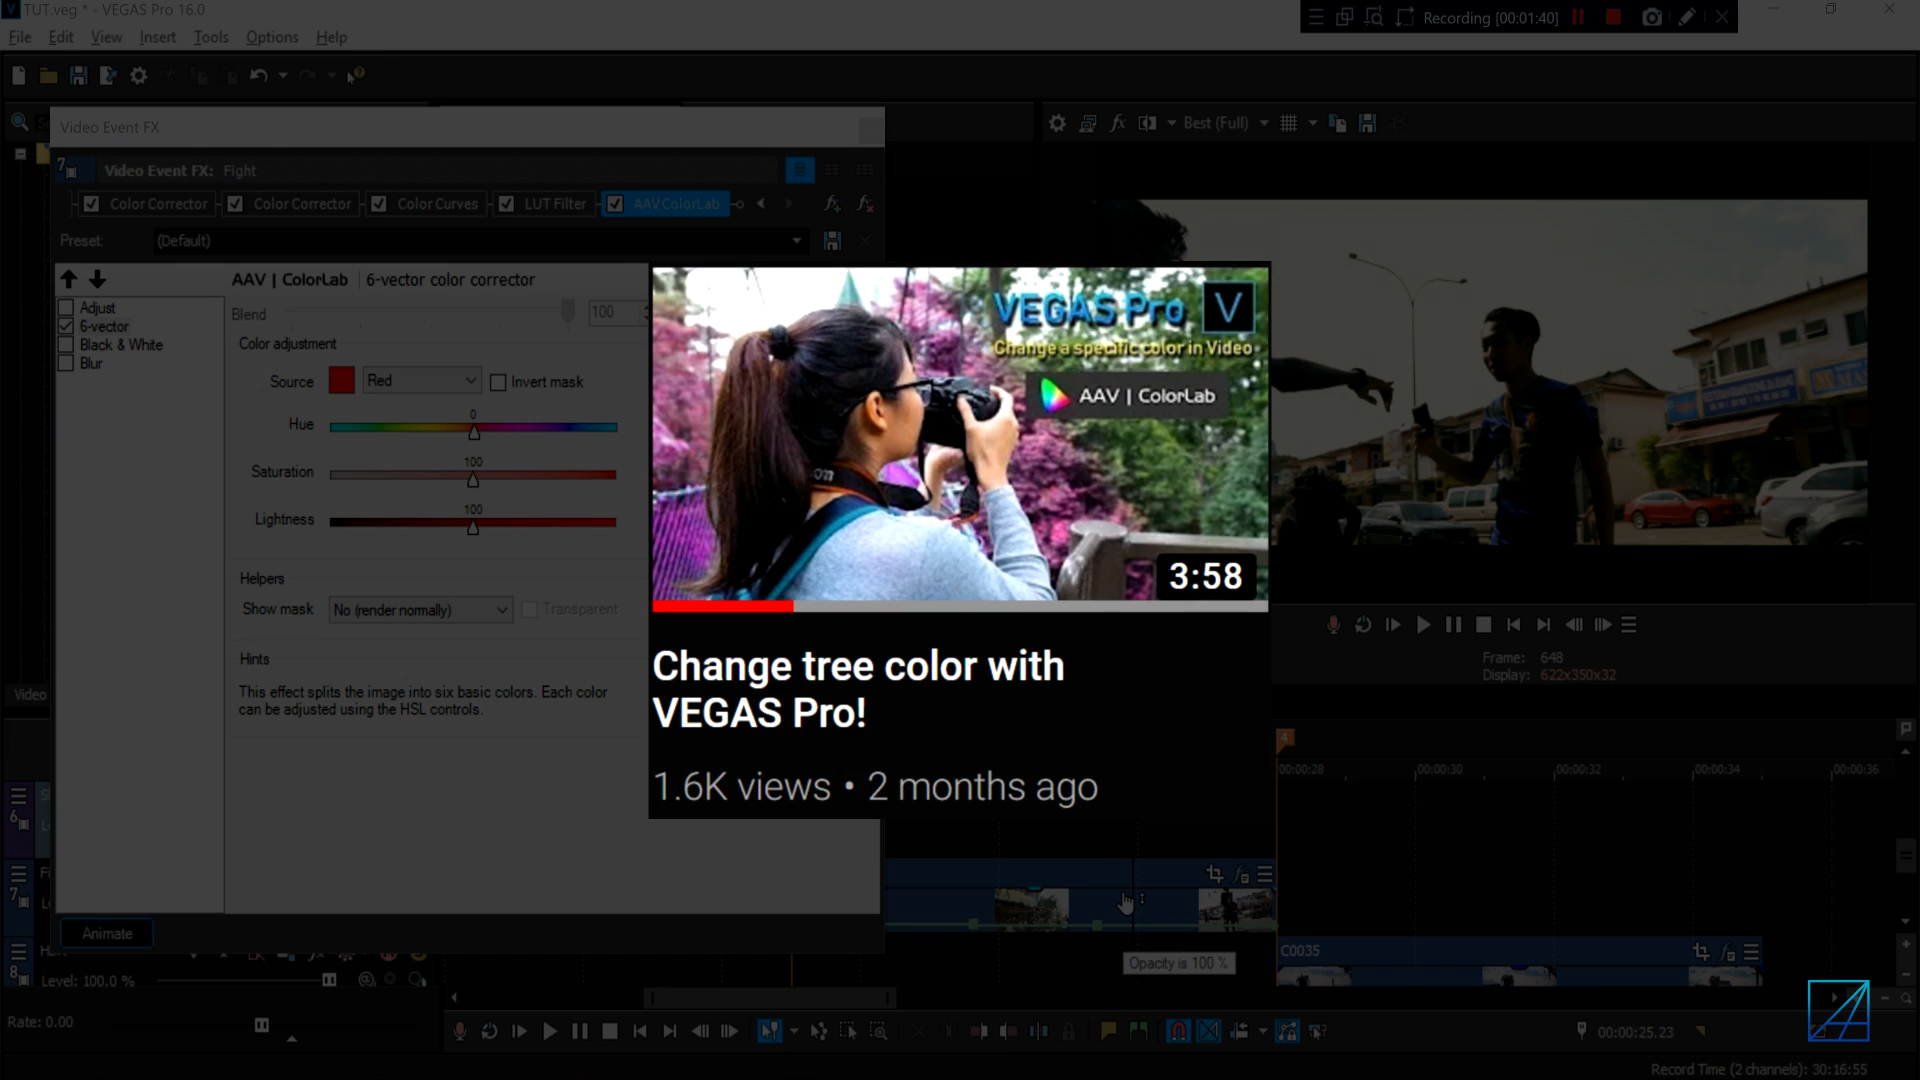 TUT.veg * - VEGAS Pro 16.0
Recording [00:01:40]
File Edit View Insert Tools Options Help
Video Event FX
Best (Full)
7
Video Event FX: Fight
Color Corrector Color Corrector Color Curves LUT Filter AAV ColorLab
Preset: (Default)
AAV | ColorLab 6-vector color corrector
Adjust
6-vector
Black & White
Blur
Blend 100
Color adjustment
Source Red Invert mask
0
Hue
100
Saturation
100
Lightness
Helpers
Show mask No (render normally) Transparent
Hints
This effect splits the image into six basic colors. Each color
can be adjusted using the HSL controls.
Animate
VEGAS Pro V
Change a specific color in Video
AAV | ColorLab
3:58
Change tree color with
VEGAS Pro!
1.6K views • 2 months ago
Frame: 648
Display: 622x350x32
Video
4
00:00:28 00:00:30 00:00:32 00:00:34 00:00:36
6
7
8
C0035
Opacity is 100 %
Level: 100.0 %
Rate: 0.00
00:00:25.23
Record Time (2 channels): 30:16:55